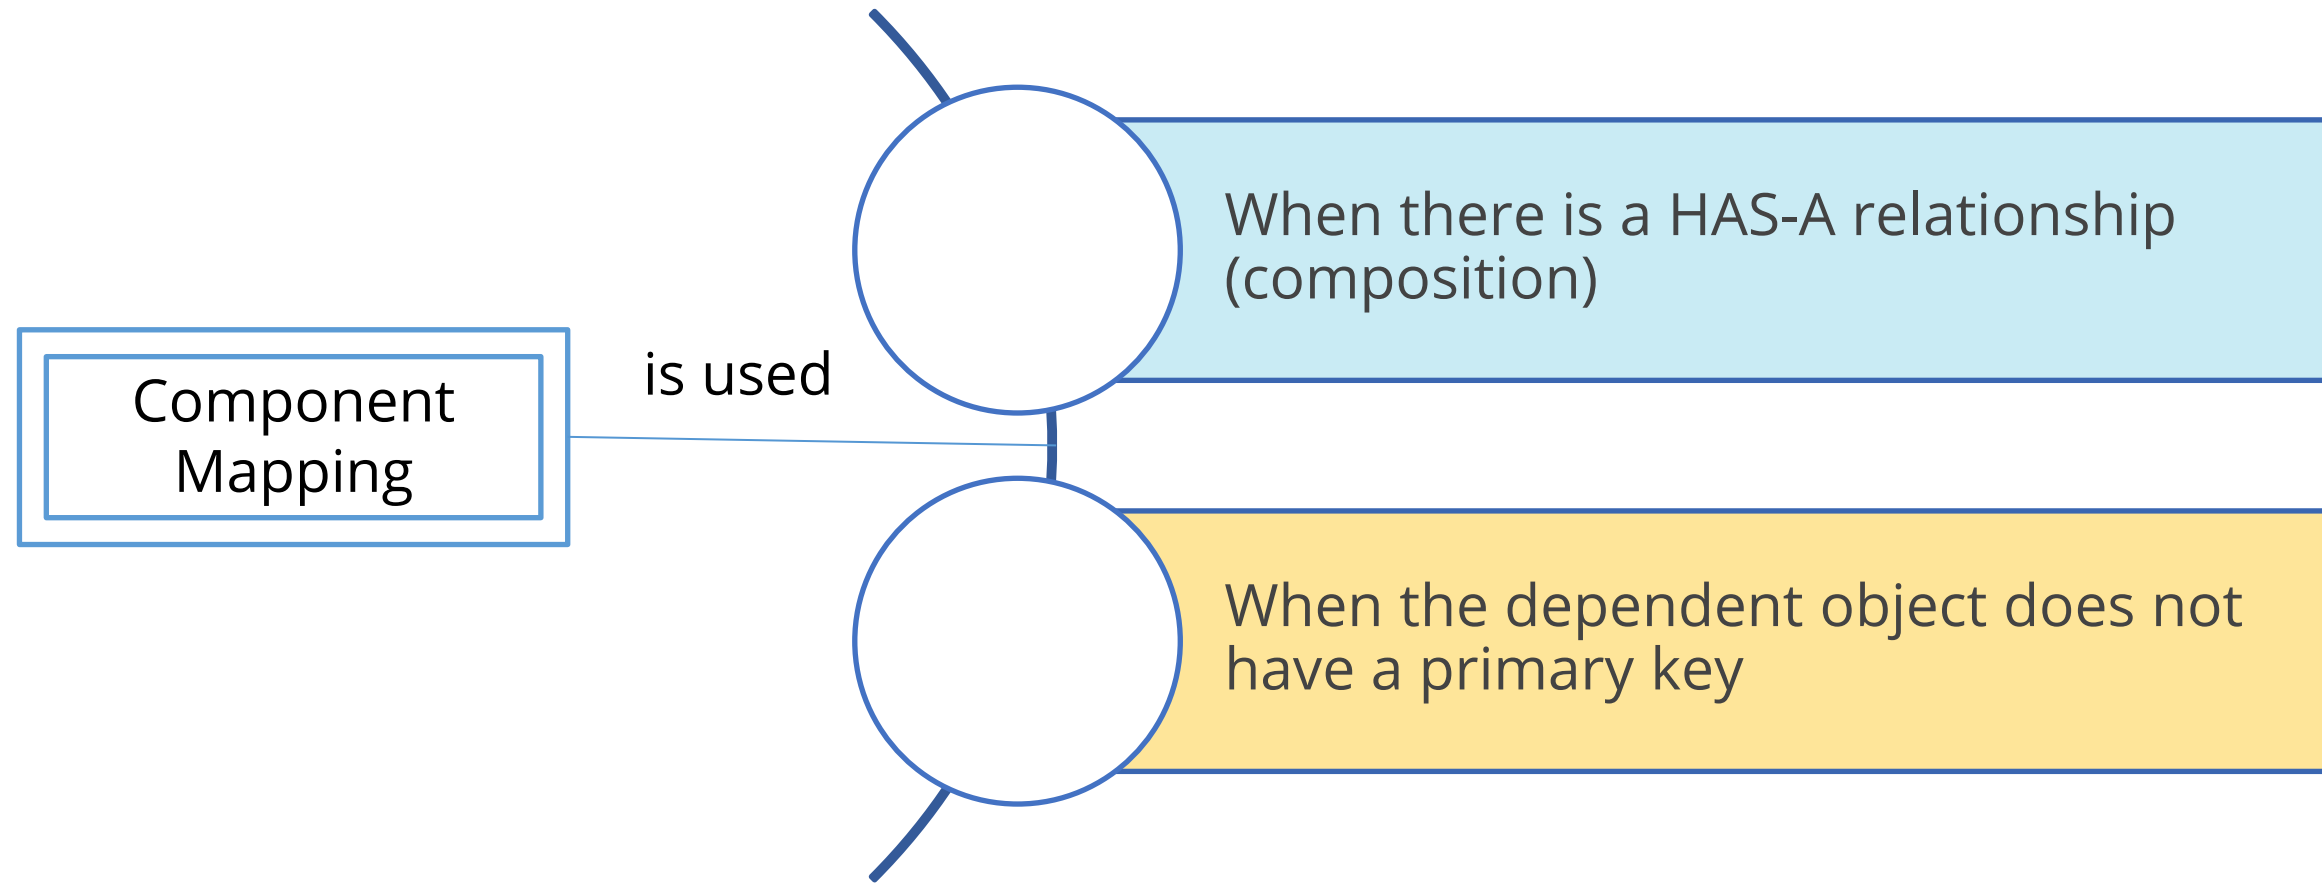 Component
Mapping
is used
When there is a HAS-A relationship
(composition)
When the dependent object does not
have a primary key